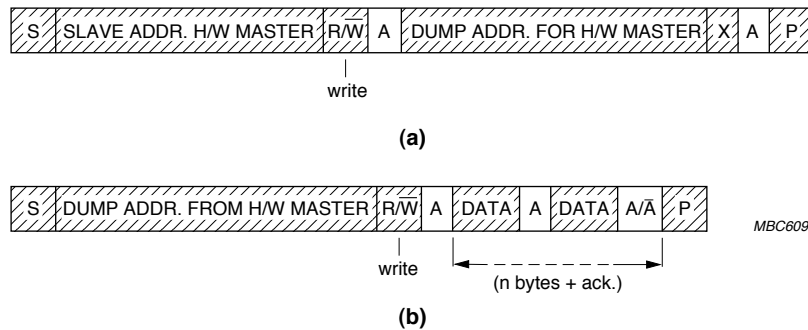 S SLAVE ADDR. H/W MASTER R/W̅ A DUMP ADDR. FOR H/W MASTER X A P
write
(a)
S DUMP ADDR. FROM H/W MASTER R/W̅ A DATA A DATA A/A̅ P
MBC609
write
(n bytes + ack.)
(b)